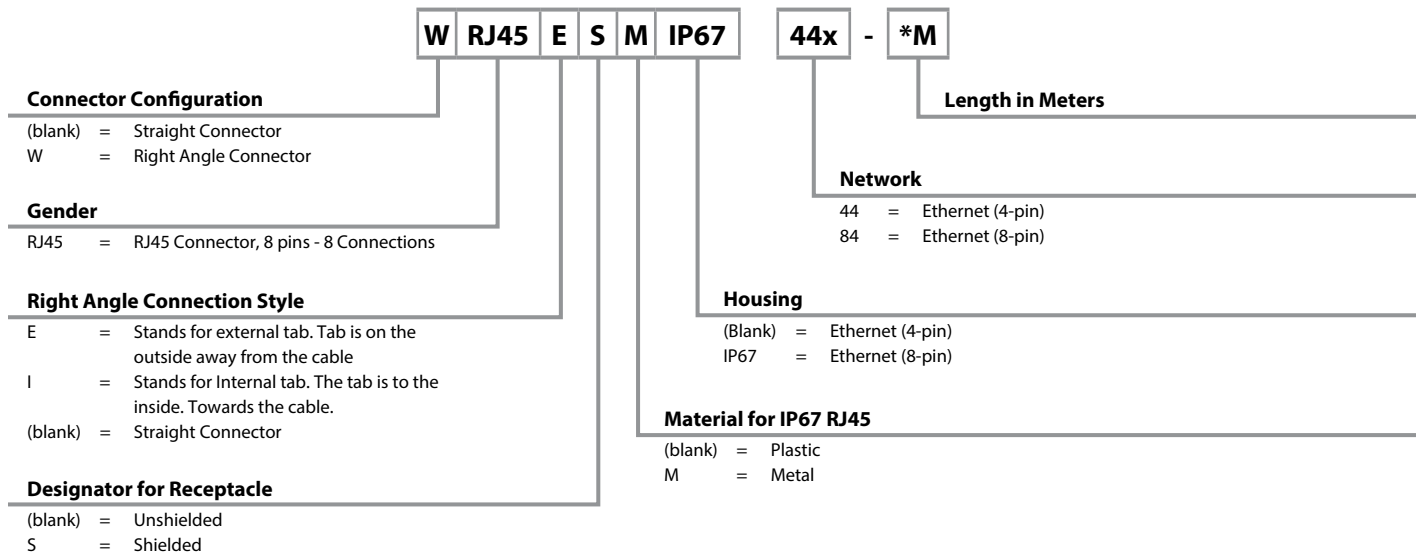 W RJ45 E S M IP67 44x - *M
Connector Configuration
(blank) = Straight Connector
W = Right Angle Connector
Gender
RJ45 = RJ45 Connector, 8 pins - 8 Connections
Right Angle Connection Style
E = Stands for external tab. Tab is on the
outside away from the cable
I = Stands for Internal tab. The tab is to the
inside. Towards the cable.
(blank) = Straight Connector
Designator for Receptacle
(blank) = Unshielded
S = Shielded
Length in Meters
Network
44 = Ethernet (4-pin)
84 = Ethernet (8-pin)
Housing
(Blank) = Ethernet (4-pin)
IP67 = Ethernet (8-pin)
Material for IP67 RJ45
(blank) = Plastic
M = Metal